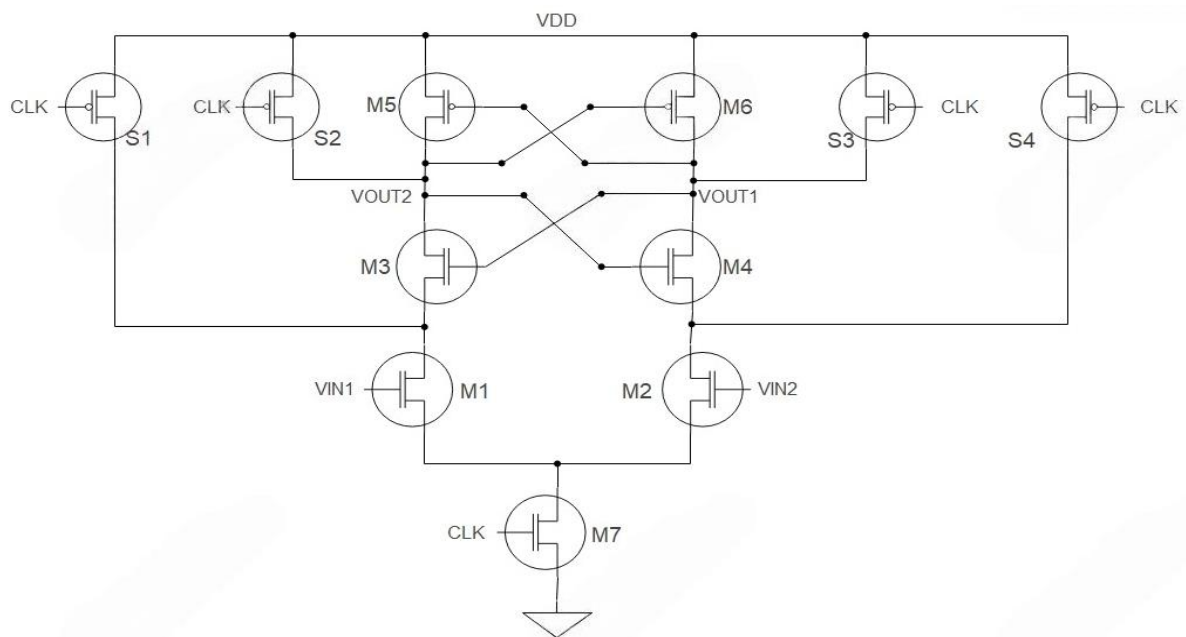 VDD
CLK
S1
CLK
S2
M5
M6
S3
CLK
S4
CLK
VOUT2
VOUT1
M3
M4
VIN1
M1
M2
VIN2
CLK
M7